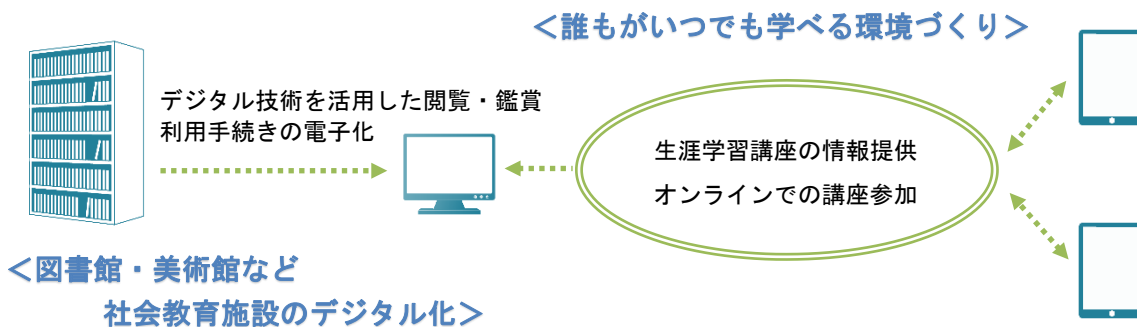 ＜誰もがいつでも学べる環境づくり＞
デジタル技術を活用した閲覧・鑑賞
利用手続きの電子化
生涯学習講座の情報提供
オンラインでの講座参加
＜図書館・美術館など
社会教育施設のデジタル化＞